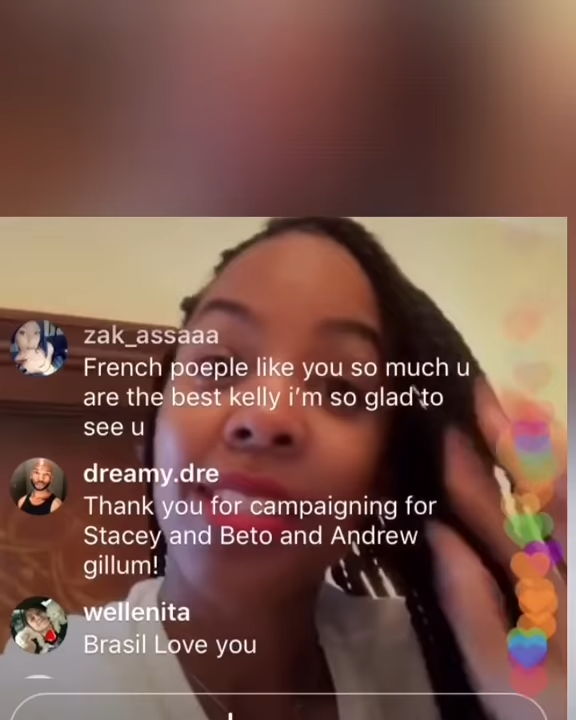 zak_assaaa
French poeple like you so much u
are the best kelly i'm so glad to
see u
dreamy.dre
Thank you for campaigning for
Stacey and Beto and Andrew
gillum!
wellenita
Brasil Love you